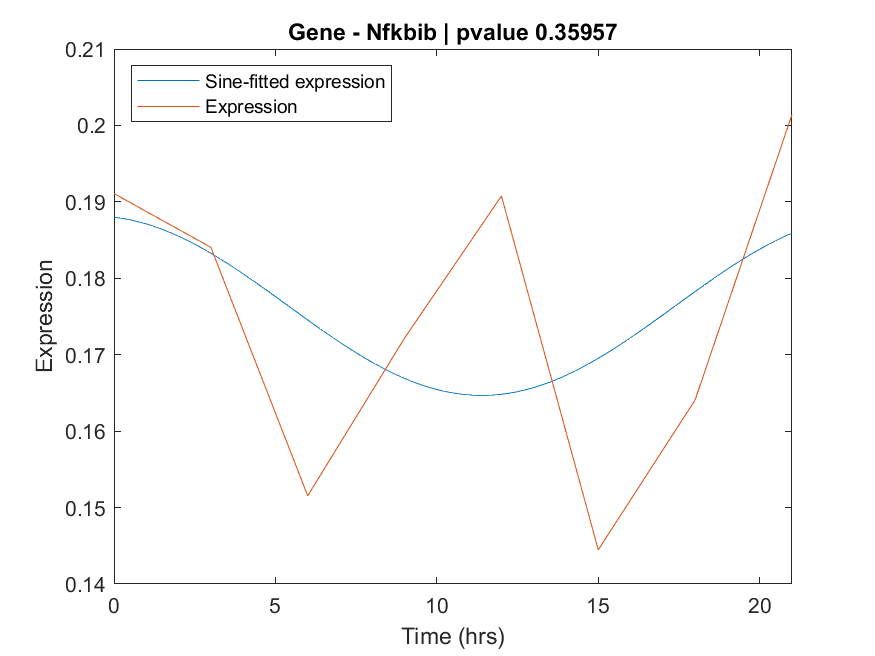 Gene - Nfkbib | pvalue 0.35957
0.21
0.2
0.19
0.18
0.17
0.16
0.15
0.14
Expression
Sine-fitted expression
Expression
0 5 10 15 20
Time (hrs)